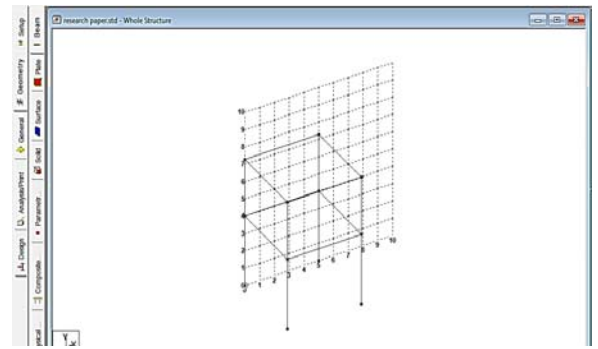 research paper.std - Whole Structure
Setup
Geometry
General
Analysis/Print
Design
Beam
Plate
Surface
Solid
Parametr...
Composite
10
9
8
7
6
5
4
3
2
1
0 1 2 3 4 5 6 7 8 9 10
Y
X